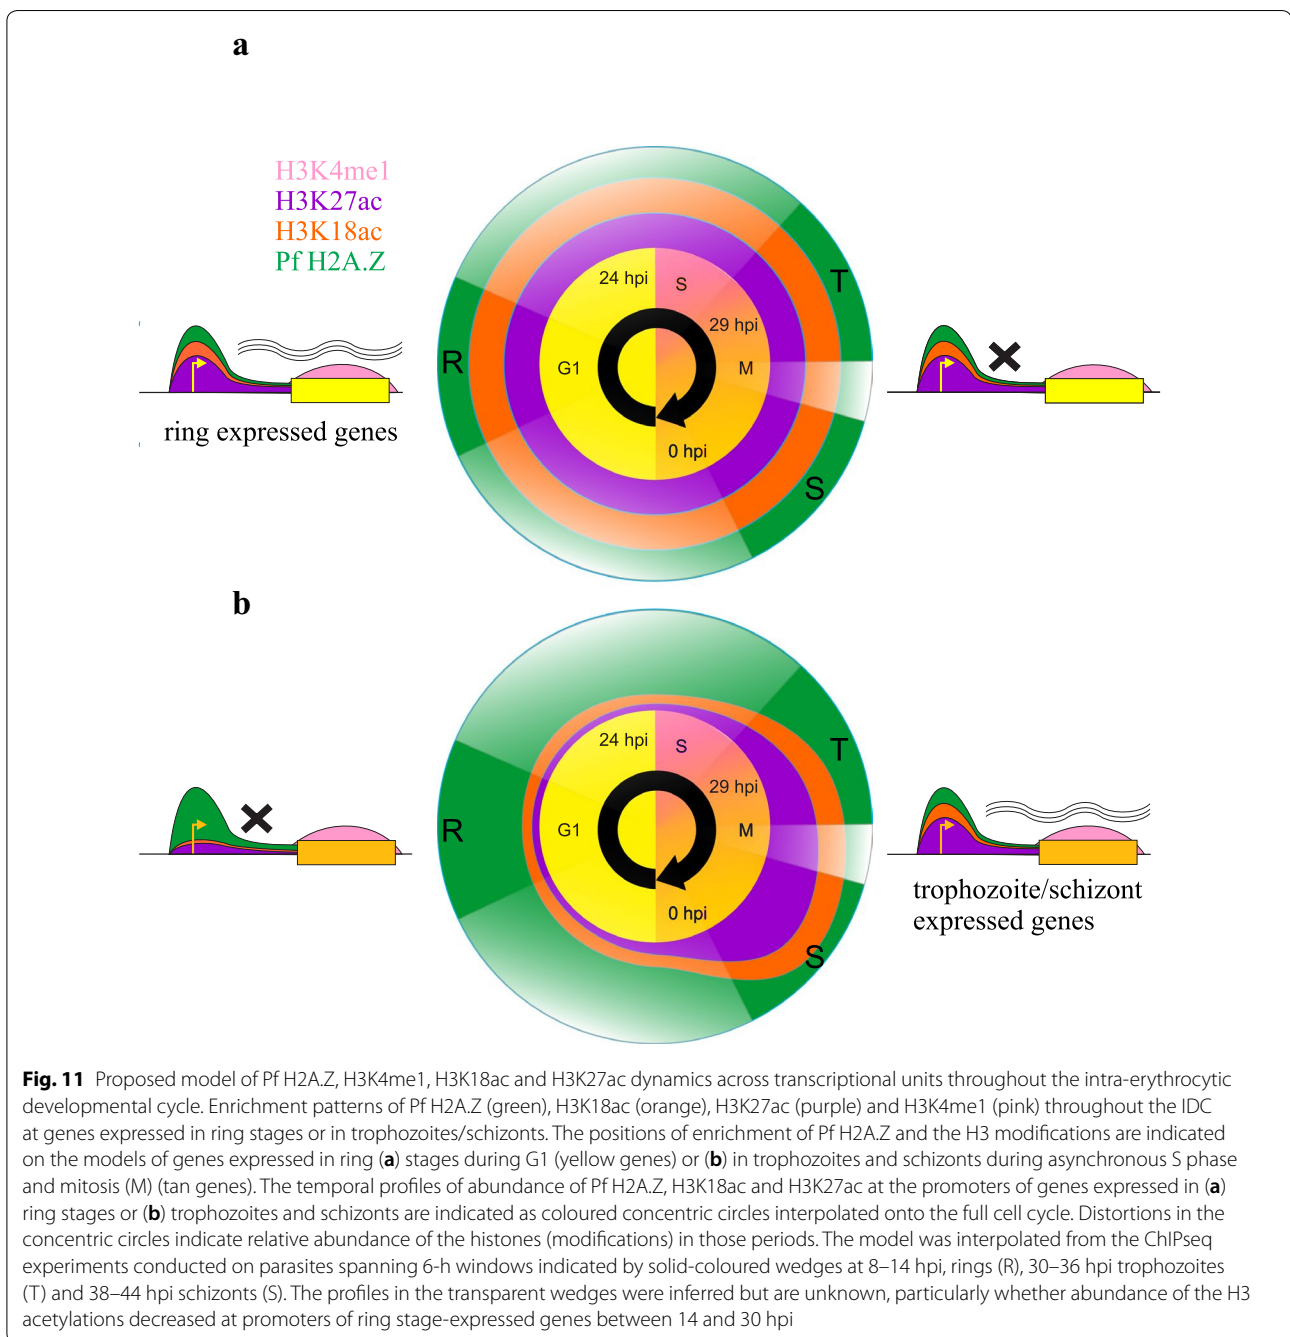 a
H3K4me1
H3K27ac
H3K18ac
Pf H2A.Z
24 hpi
S
T
29 hpi
R
G1
M
ring expressed genes
0 hpi
S
b
24 hpi
S
T
29 hpi
R
G1
M
trophozoite/schizont
expressed genes
0 hpi
S
Fig. 11 Proposed model of Pf H2A.Z, H3K4me1, H3K18ac and H3K27ac dynamics across transcriptional units throughout the intra-erythrocytic
developmental cycle. Enrichment patterns of Pf H2A.Z (green), H3K18ac (orange), H3K27ac (purple) and H3K4me1 (pink) throughout the IDC
at genes expressed in ring stages or in trophozoites/schizonts. The positions of enrichment of Pf H2A.Z and the H3 modifications are indicated
on the models of genes expressed in ring (a) stages during G1 (yellow genes) or (b) in trophozoites and schizonts during asynchronous S phase
and mitosis (M) (tan genes). The temporal profiles of abundance of Pf H2A.Z, H3K18ac and H3K27ac at the promoters of genes expressed in (a)
ring stages or (b) trophozoites and schizonts are indicated as coloured concentric circles interpolated onto the full cell cycle. Distortions in the
concentric circles indicate relative abundance of the histones (modifications) in those periods. The model was interpolated from the ChIPseq
experiments conducted on parasites spanning 6-h windows indicated by solid-coloured wedges at 8–14 hpi, rings (R), 30–36 hpi trophozoites
(T) and 38–44 hpi schizonts (S). The profiles in the transparent wedges were inferred but are unknown, particularly whether abundance of the H3
acetylations decreased at promoters of ring stage-expressed genes between 14 and 30 hpi